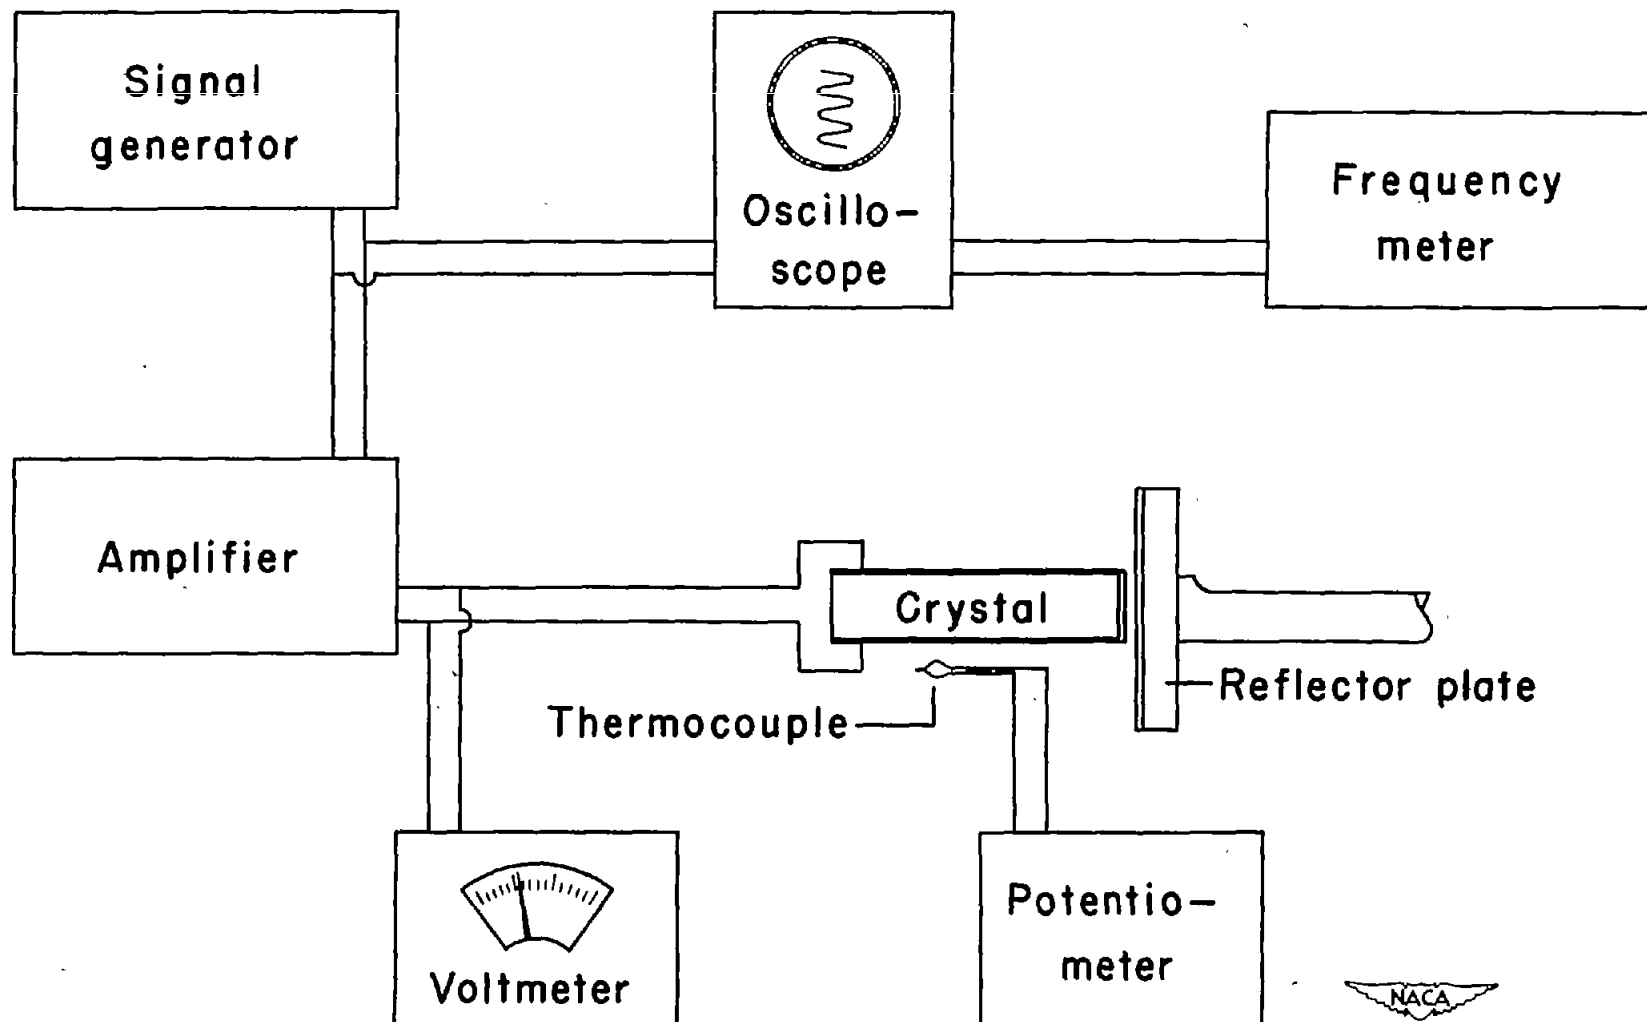 Signal
generator
Oscillo-
scope
Frequency
meter
Amplifier
Crystal
Reflector plate
Thermocouple
Voltmeter
Potentio-
meter
NACA